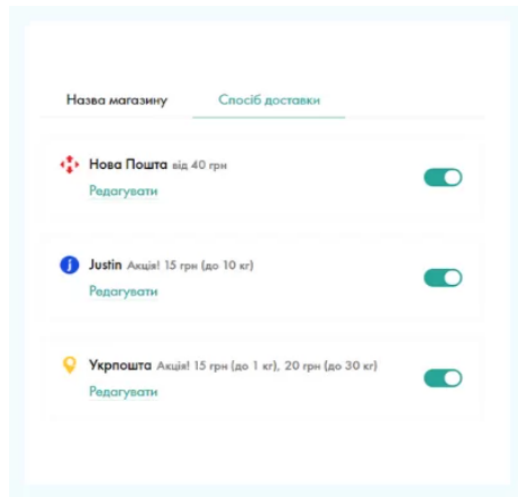 Назва магазину Спосіб доставки
Нова Пошта від 40 грн
Редагувати
Justin Акція! 15 грн (до 10 кг)
Редагувати
Укрпошта Акція! 15 грн (до 1 кг), 20 грн (до 30 кг)
Редагувати